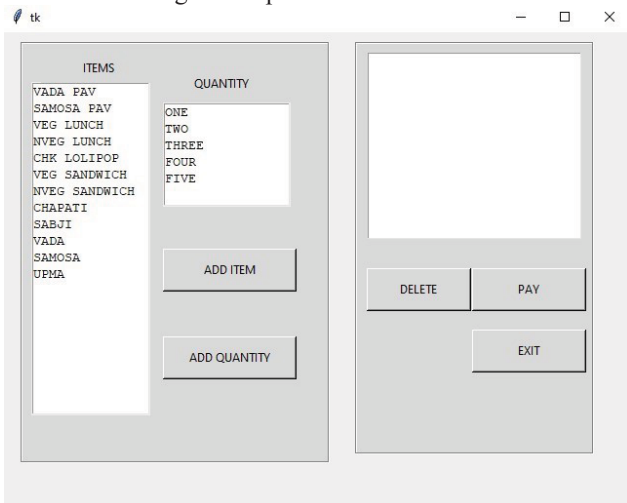 tk
ITEMS
VADA PAV
SAMOSA PAV
VEG LUNCH
NVEG LUNCH
CHK LOLIPOP
VEG SANDWICH
NVEG SANDWICH
CHAPATI
SABJI
VADA
SAMOSA
UPMA
QUANTITY
ONE
TWO
THREE
FOUR
FIVE
ADD ITEM
ADD QUANTITY
DELETE
PAY
EXIT